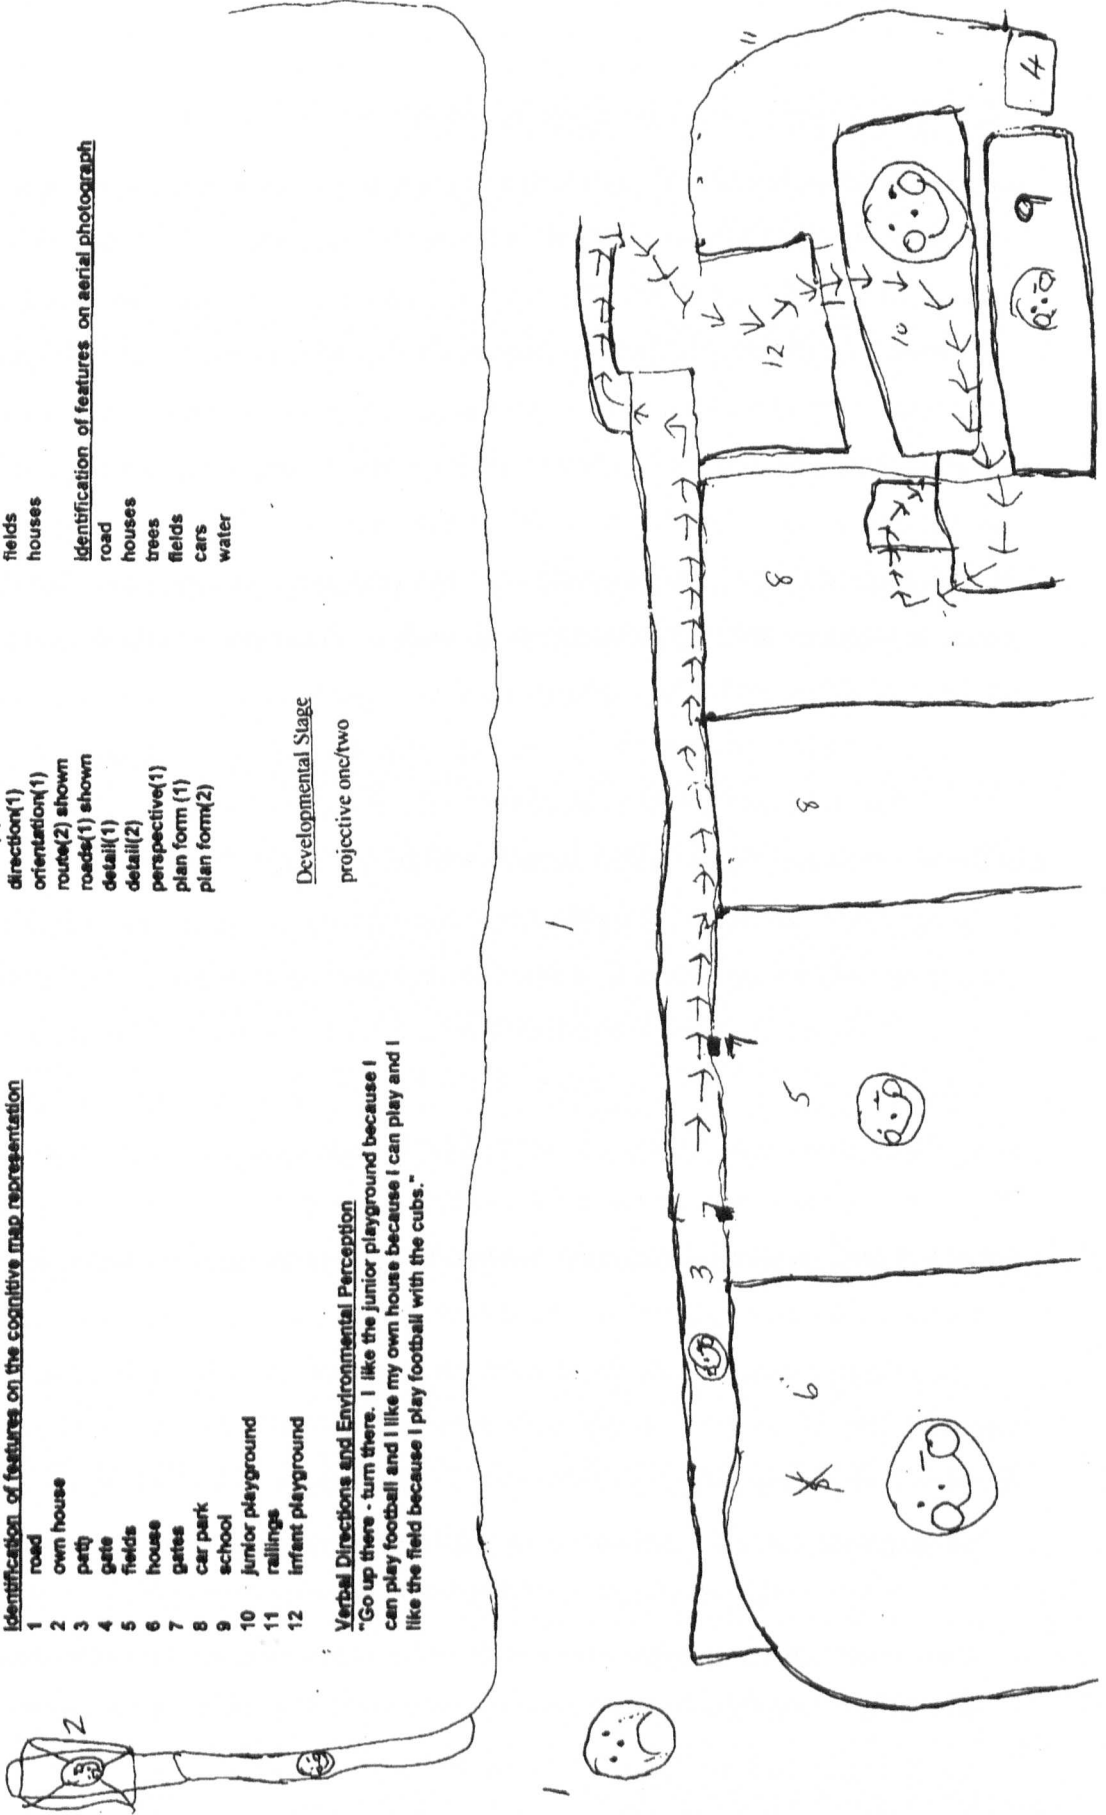 Identification of features on the cognitive map representation
1 road
2 own house
3 path
4 gate
5 fields
6 house
7 gates
8 car park
9 school
10 junior playground
11 railings
12 infant playground
Verbal Directions and Environmental Perception
"Go up there - turn there. I like the junior playground because I
can play football and I like my own house because I can play and I
like the field because I play football with the cubs."
direction(1)
orientation(1)
route(2) shown
roads(1) shown
detail(1)
detail(2)
perspective(1)
plan form (1)
plan form(2)
Developmental Stage
projective one/two
fields
houses
Identification of features on aerial photograph
road
houses
trees
fields
cars
water
2
1
1
6
3
7
5
7
8
8
12
10
9
11
4